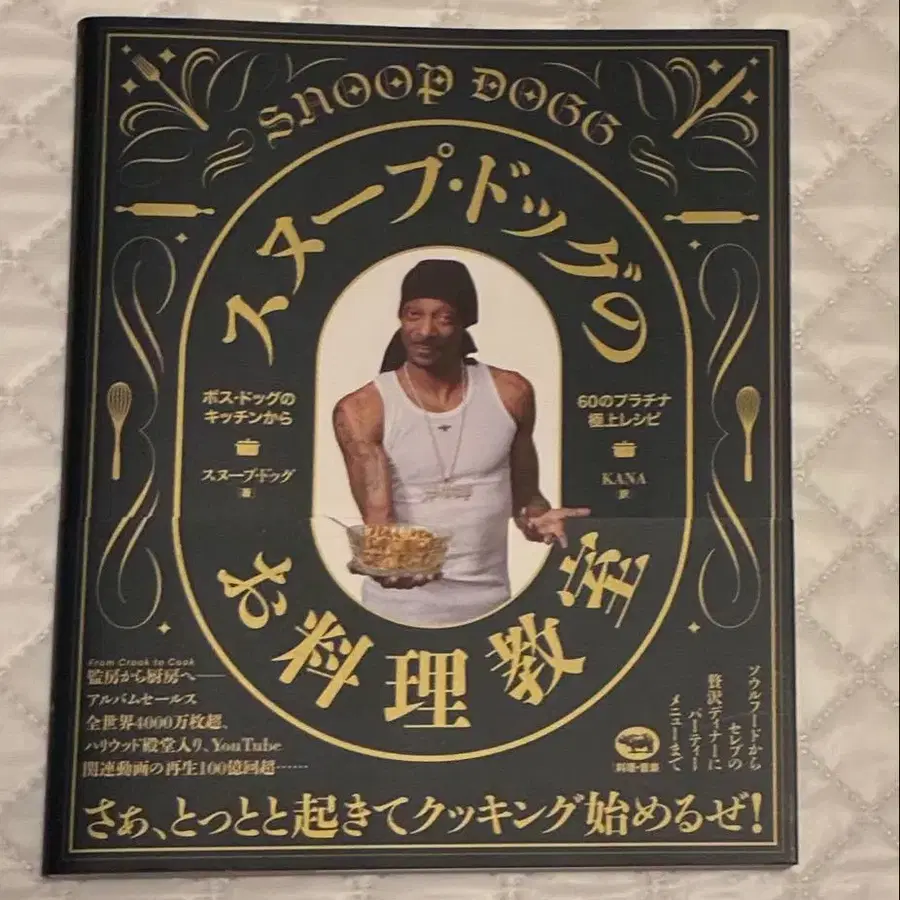 SNOOP DOGG
スヌープ・ドッグの
お料理教室
ボス・ドッグの
キッチンから
スヌープ・ドッグ
著
60のプラチナ
極上レシピ
KANA
訳
From Crook to Cook
監房から厨房へ——
アルバムセールス
全世界4000万枚超、
ハリウッド殿堂入り、YouTube
関連動画の再生100億回超……
ソウルフードから
セレブの
贅沢ディナーに
パーティー
メニューまで
料理・音楽
さぁ、とっとと起きてクッキング始めるぜ!